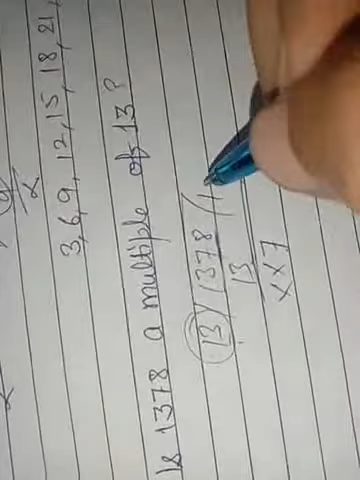 3, 6, 9, 12, 15, 18, 21,
Is 1378 a multiple of 13?
13) 1378 (1
13
xx7